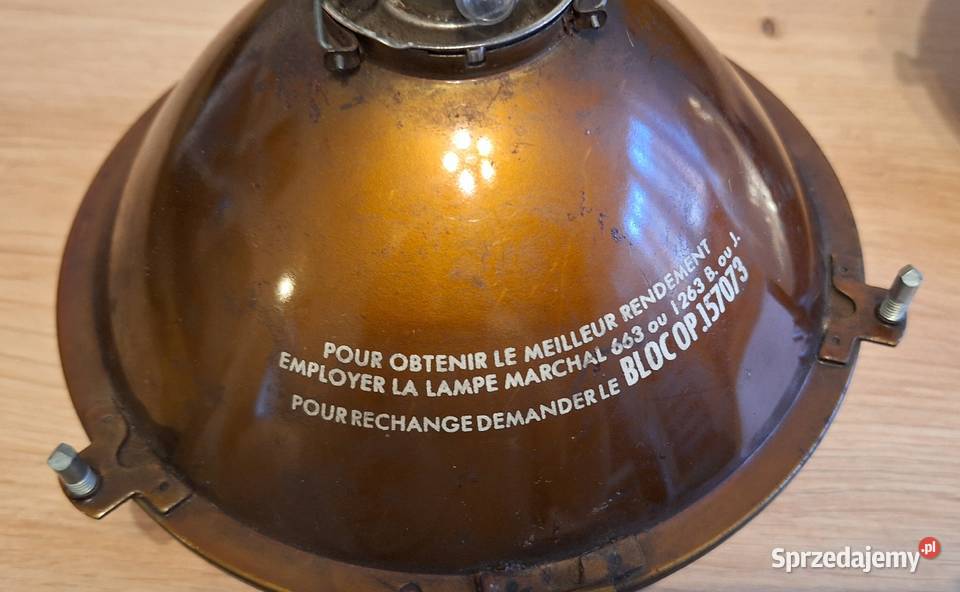 POUR OBTENIR LE MEILLEUR RENDEMENT
EMPLOYER LA LAMPE MARCHAL 663 OU 1263 B. OU J.
POUR RECHANGE DEMANDER LE BLOC OP.157073
Sprzedajemy.pl